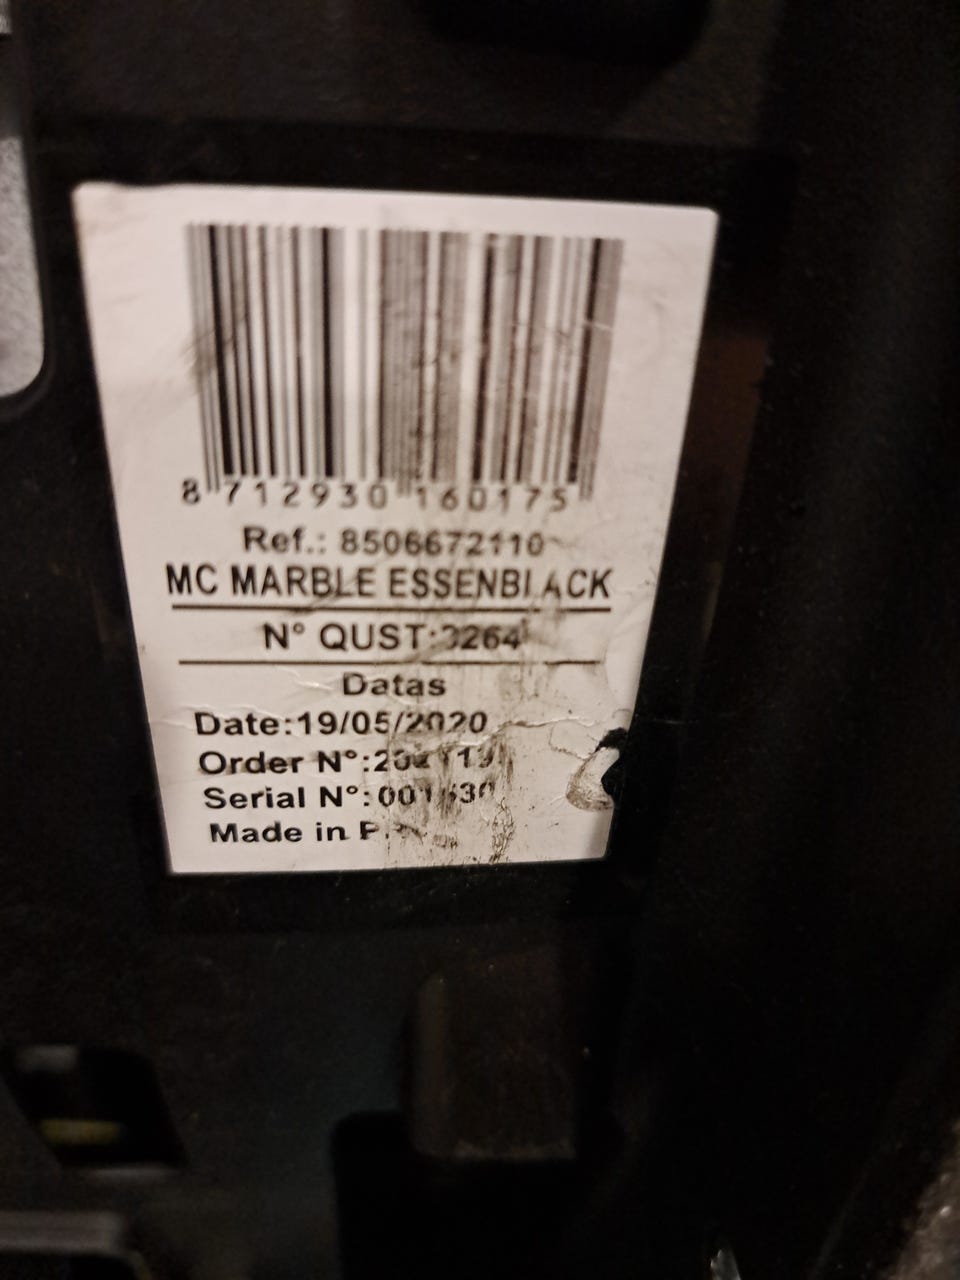 8 712930 160175
Ref.: 8506672110
MC MARBLE ESSENBLACK
N° QUST:
Datas
Date:19/05/2020
Order N°:
Serial N°:
Made in